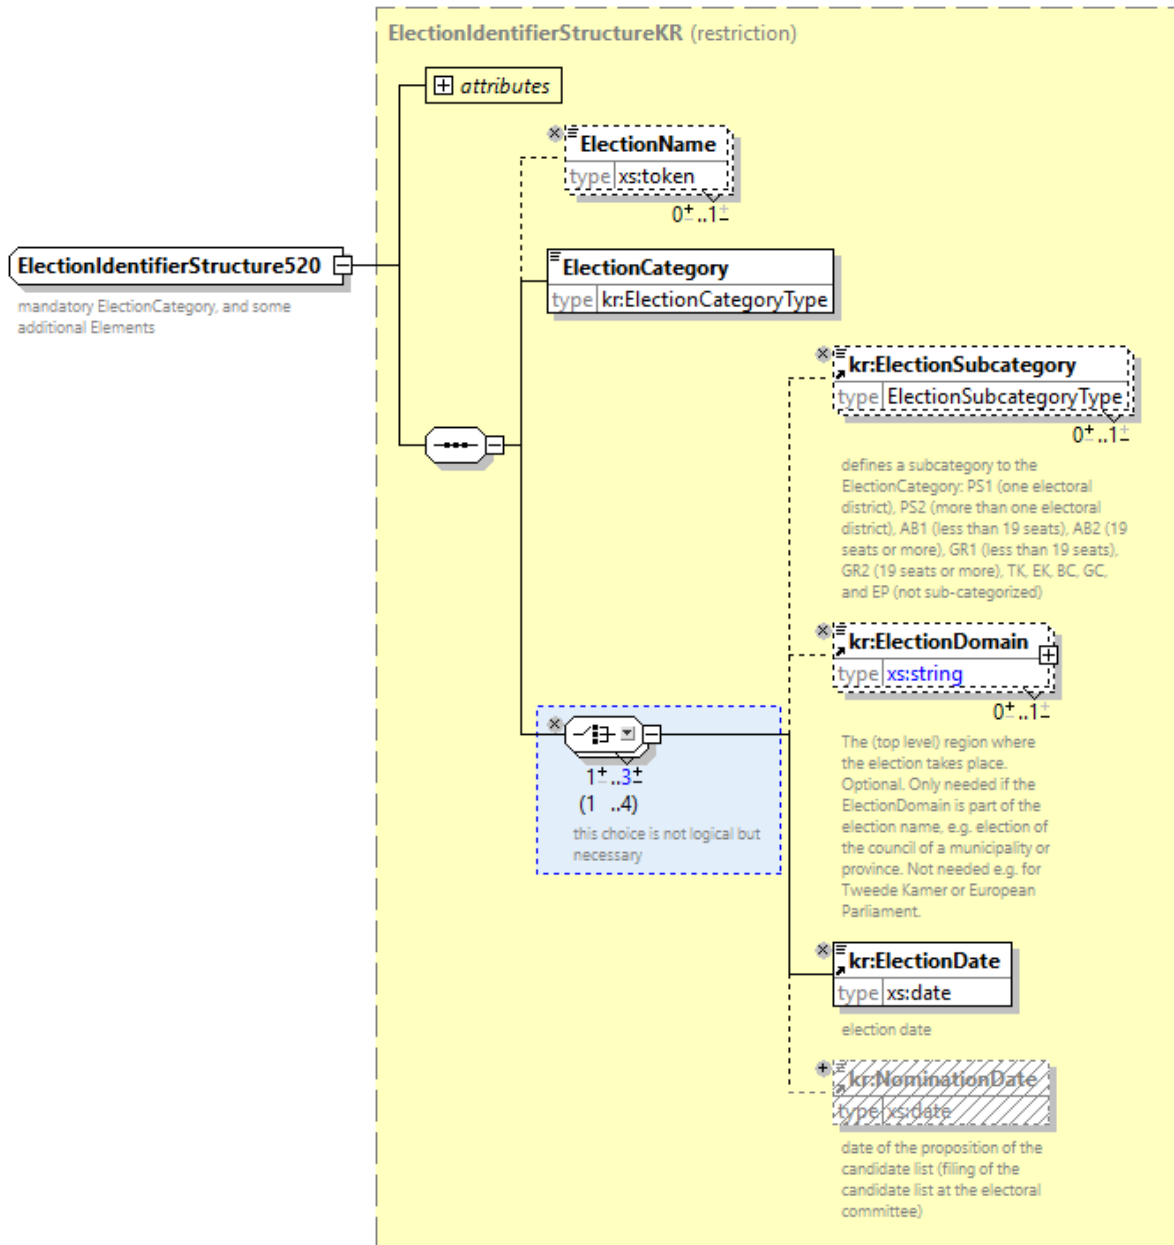 ElectionIdentifierStructureKR (restriction)
attributes
ElectionName
type xs:token
0+..1+
ElectionIdentifierStructure520
mandatory ElectionCategory, and some
additional Elements
ElectionCategory
type kr:ElectionCategoryType
kr:ElectionSubcategory
type ElectionSubcategoryType
0±..1±
defines a subcategory to the
ElectionCategory: PS1 (one electoral
district), PS2 (more than one electoral
district), AB1 (less than 19 seats), AB2 (19
seats or more), GR1 (less than 19 seats),
GR2 (19 seats or more), TK, EK, BC, GC,
and EP (not sub-categorized)
kr:ElectionDomain
type xs:string
0±..1±
The (top level) region where
the election takes place.
Optional. Only needed if the
ElectionDomain is part of the
election name, e.g. election of
the council of a municipality or
province. Not needed e.g. for
Tweede Kamer or European
Parliament.
1±..3±
(1 ..4)
this choice is not logical but
necessary
kr:ElectionDate
type xs:date
election date
kr:NominationDate
type xs:date
date of the proposition of the
candidate list (filing of the
candidate list at the electoral
committee)